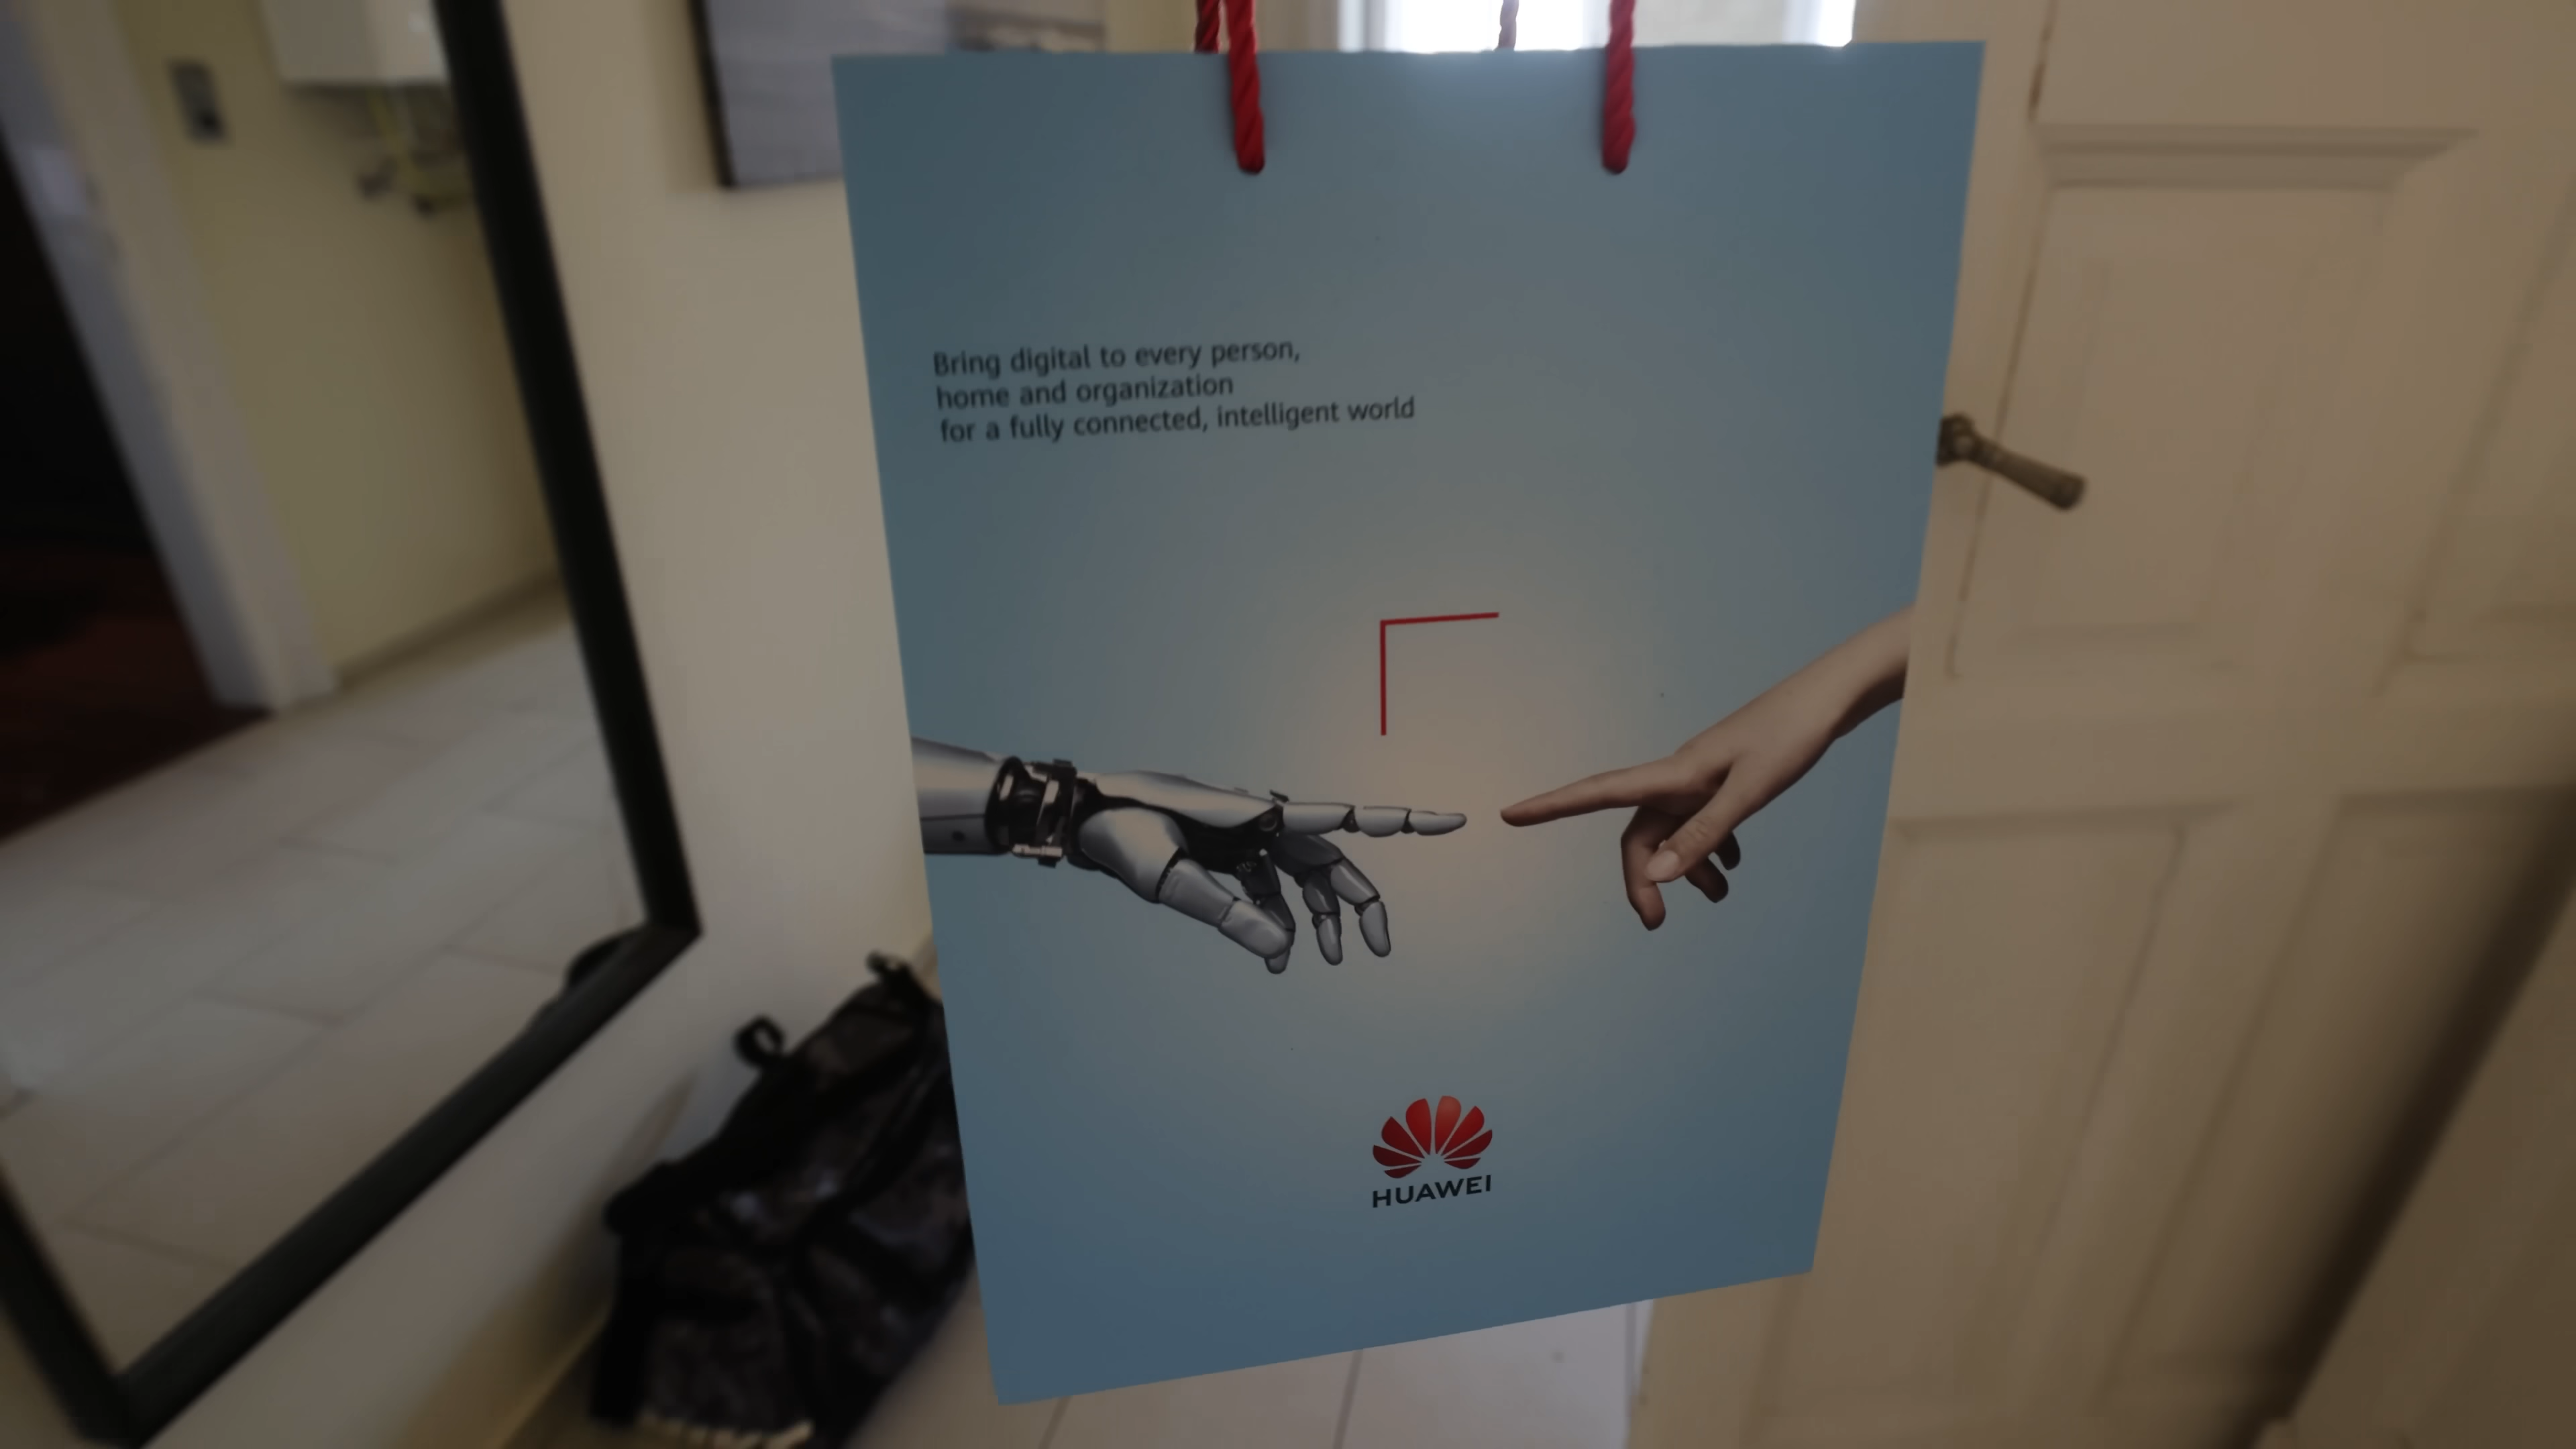 Bring digital to every person,
home and organization
for a fully connected, intelligent world
HUAWEI